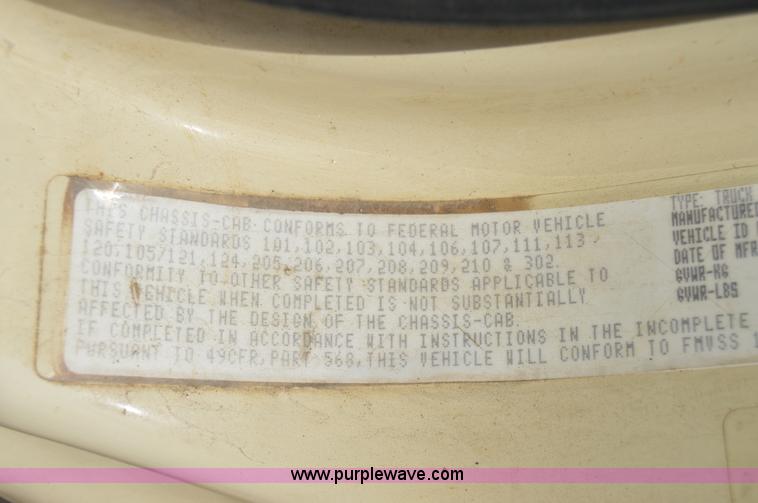 THIS CHASSIS-CAB CONFORMS TO FEDERAL MOTOR VEHICLE
SAFETY STANDARDS 101,102,103,104,106,107,111,113
120,105/121,124,205,206,207,208,209,210 & 302.
CONFORMITY TO OTHER SAFETY STANDARDS APPLICABLE TO
THIS VEHICLE WHEN COMPLETED IS NOT SUBSTANTIALLY
AFFECTED BY THE DESIGN OF THE CHASSIS-CAB.
IF COMPLETED IN ACCORDANCE WITH INSTRUCTIONS IN THE INCOMPLETE
PURSUANT TO 49CFR,PART 568,THIS VEHICLE WILL CONFORM TO FMVSS 1
TYPE: TRUCK
MANUFACTURED
VEHICLE ID
DATE OF MFR
GVWR-KG
GVWR-LBS
www.purplewave.com